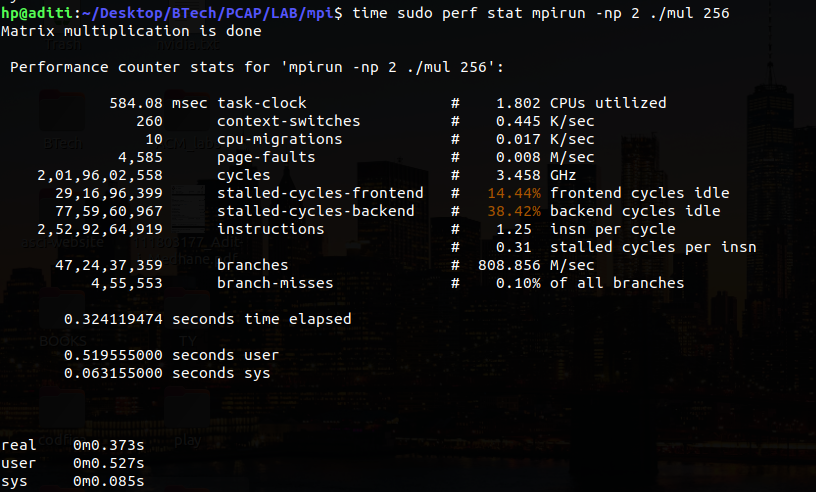 hp@aditi:~/Desktop/BTech/PCAP/LAB/mpi$ time sudo perf stat mpirun -np 2 ./mul 256
Matrix multiplication is done
Performance counter stats for 'mpirun -np 2 ./mul 256':
584.08 msec task-clock # 1.802 CPUs utilized
260 context-switches # 0.445 K/sec
10 cpu-migrations # 0.017 K/sec
4,585 page-faults # 0.008 M/sec
2,01,96,02,558 cycles # 3.458 GHz
29,16,96,399 stalled-cycles-frontend # 14.44% frontend cycles idle
77,59,60,967 stalled-cycles-backend # 38.42% backend cycles idle
2,52,92,64,919 instructions # 1.25 insn per cycle
# 0.31 stalled cycles per insn
47,24,37,359 branches # 808.856 M/sec
4,55,553 branch-misses # 0.10% of all branches
0.324119474 seconds time elapsed
0.519555000 seconds user
0.063155000 seconds sys
real 0m0.373s
user 0m0.527s
sys 0m0.085s
BTech
BOOKS
TY
play